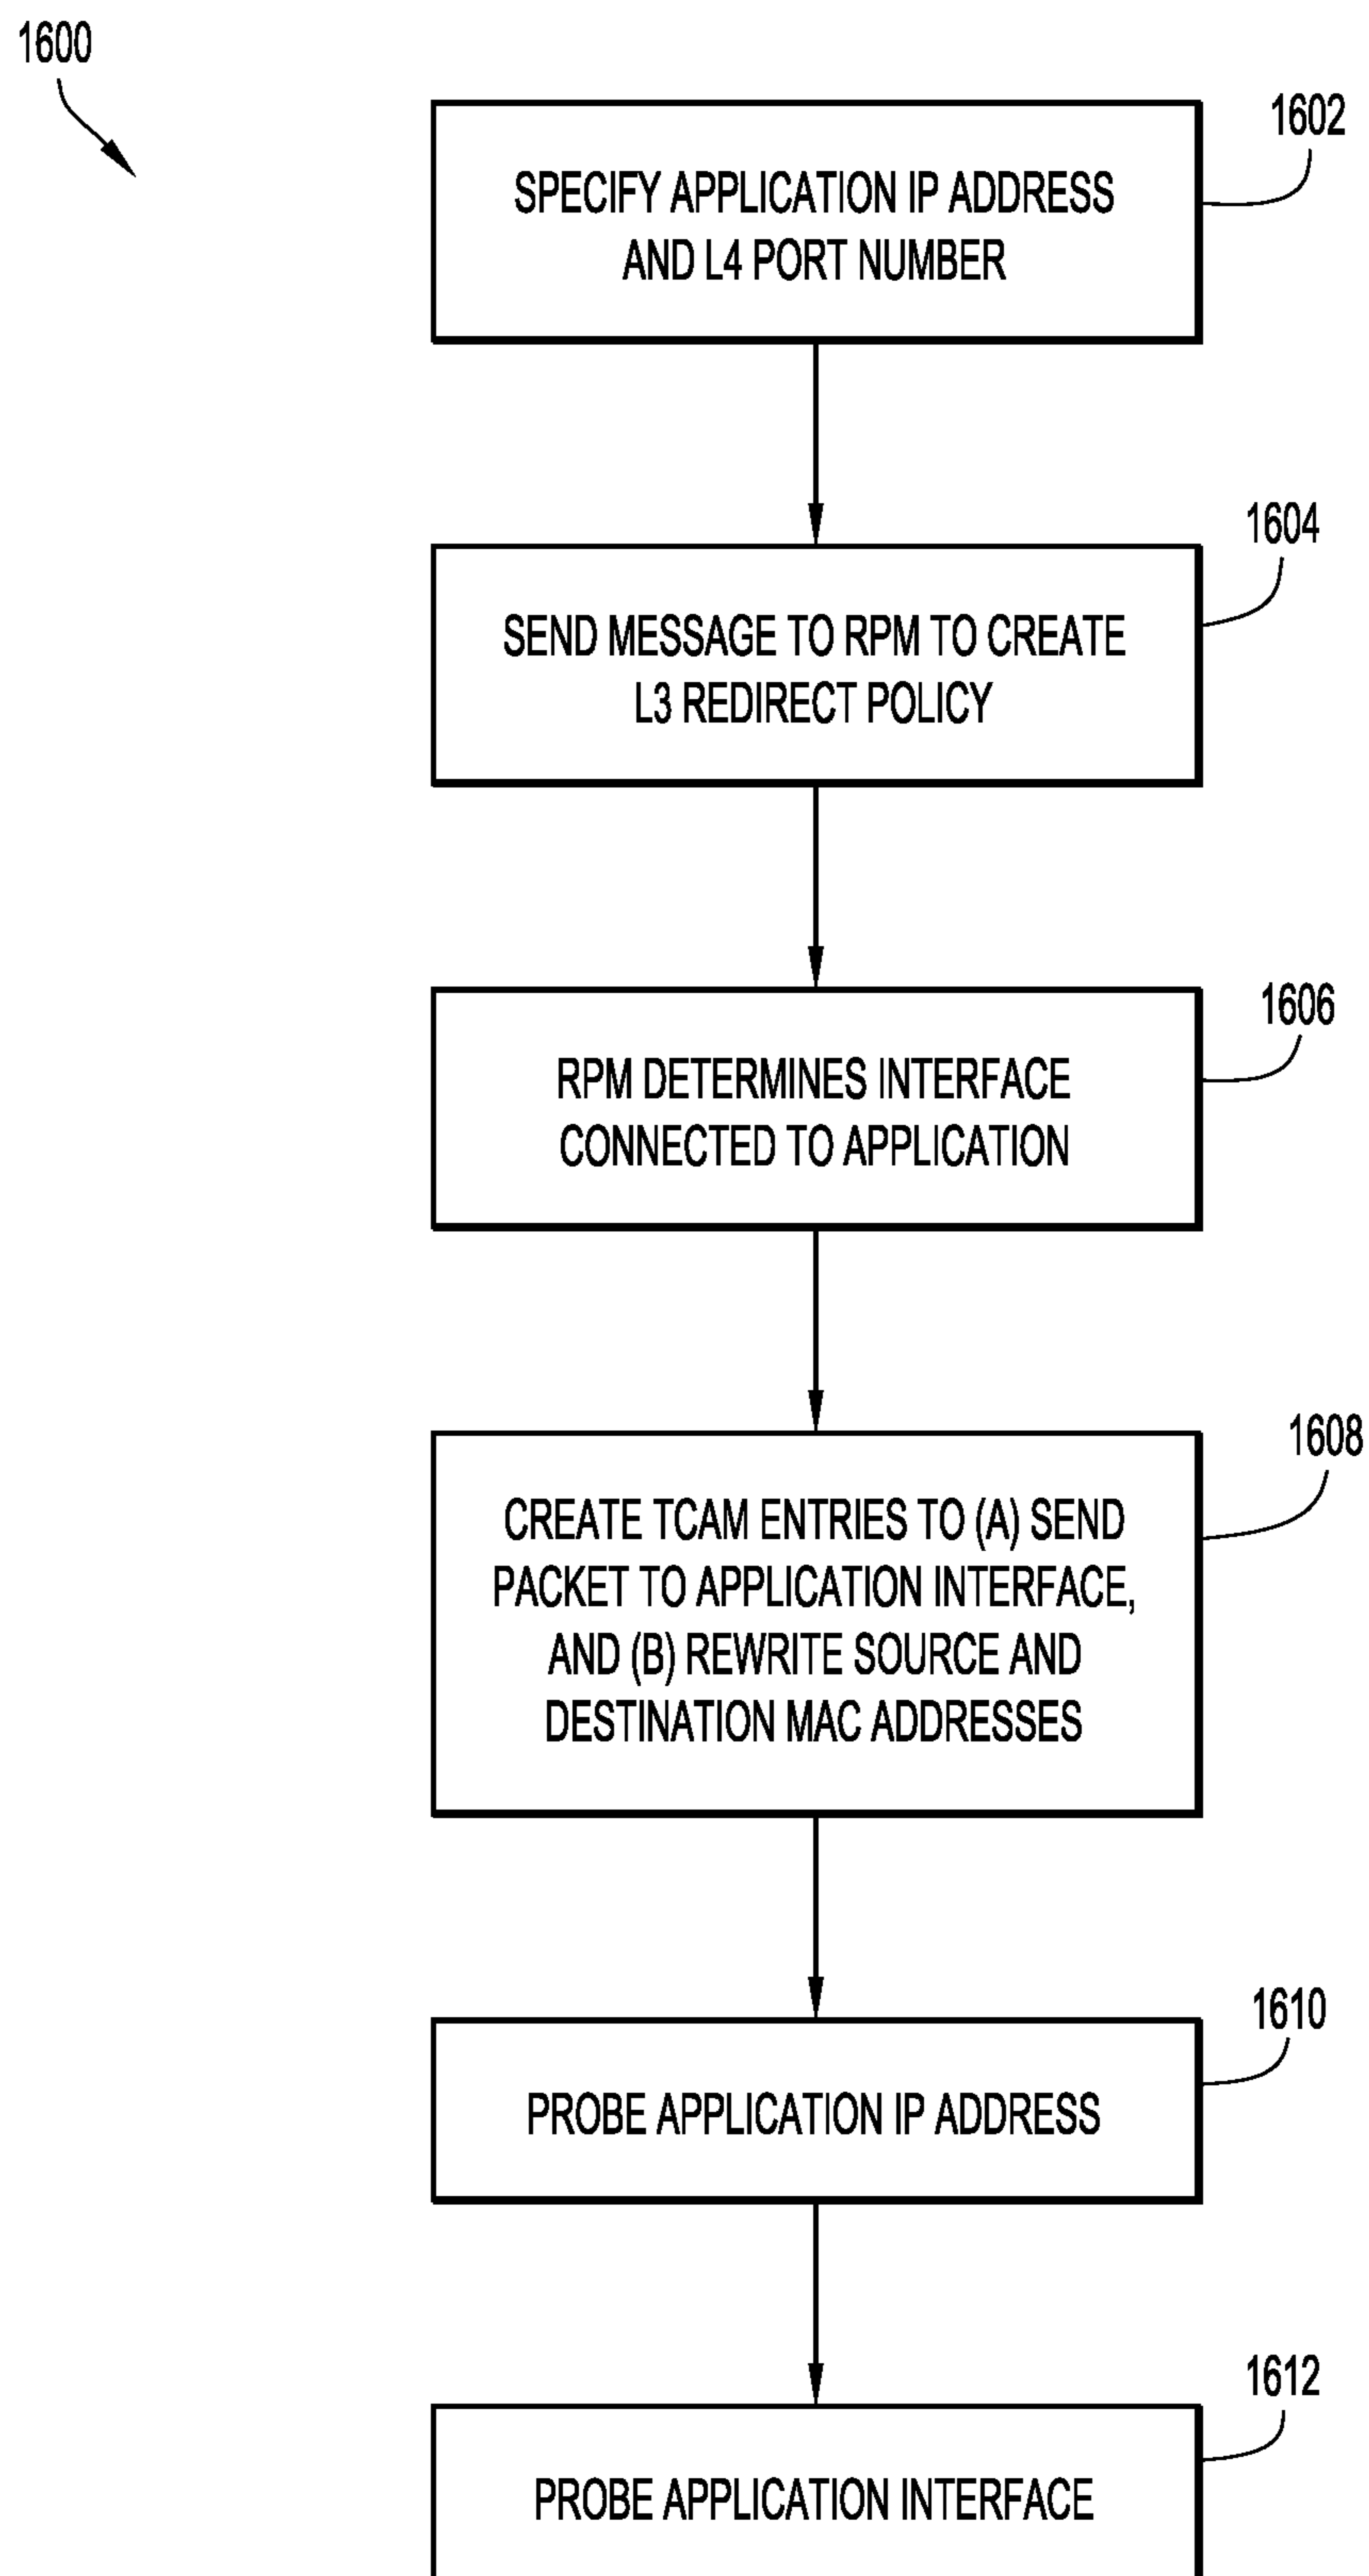 1600
1602
SPECIFY APPLICATION IP ADDRESS
AND L4 PORT NUMBER
1604
SEND MESSAGE TO RPM TO CREATE
L3 REDIRECT POLICY
1606
RPM DETERMINES INTERFACE
CONNECTED TO APPLICATION
1608
CREATE TCAM ENTRIES TO (A) SEND
PACKET TO APPLICATION INTERFACE,
AND (B) REWRITE SOURCE AND
DESTINATION MAC ADDRESSES
1610
PROBE APPLICATION IP ADDRESS
1612
PROBE APPLICATION INTERFACE